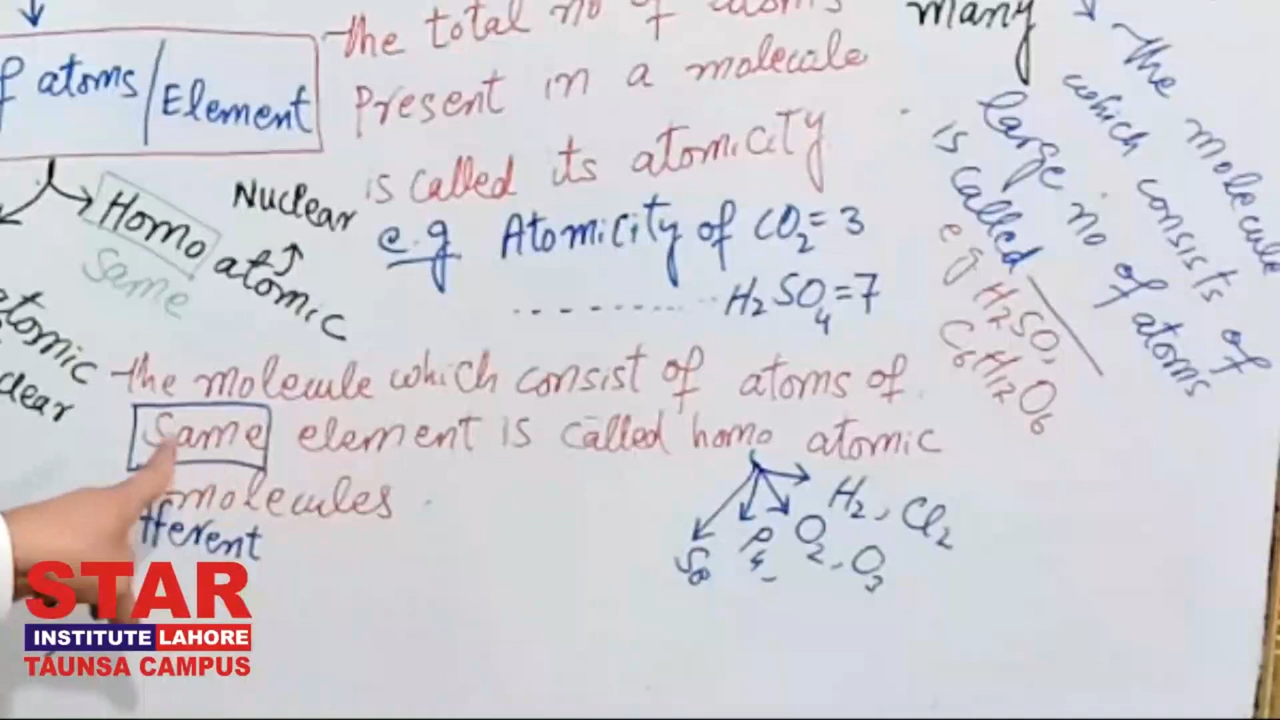 the total no of atoms
Present in a molecule
is called its atomicity
e.g Atomicity of CO2=3
. . . . . . . . . . H2SO4=7
f atoms/Element
Homo atomic
Same
Nuclear
tomic
clear
many
The molecule
which consists of
large no of atoms
is called
eg H2SO
C6H12O6
the molecule which consist of atoms of
Same element is called homo atomic
molecules
fferent
H2, Cl2
O2, O3
P4
S8
STAR
INSTITUTE LAHORE
TAUNSA CAMPUS